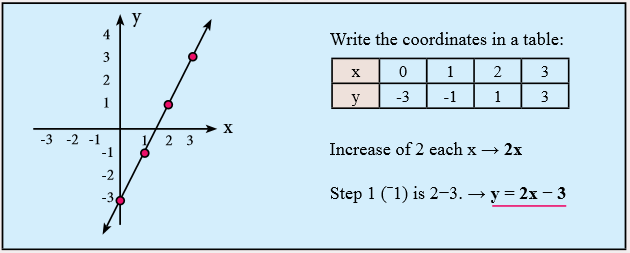 y
4
3
2
1
-3 -2 -1 1 2 3 x
-1
-2
-3
Write the coordinates in a table:
x 0 1 2 3
y -3 -1 1 3
Increase of 2 each x → 2x
Step 1 (⁻1) is 2−3. → y = 2x − 3